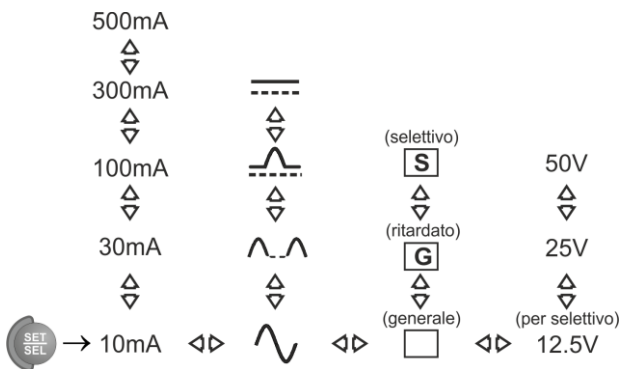 500mA
300mA
(selettivo)
100mA S 50V
(ritardato)
30mA G 25V
(generale) (per selettivo)
SET
SEL
10mA 12.5V